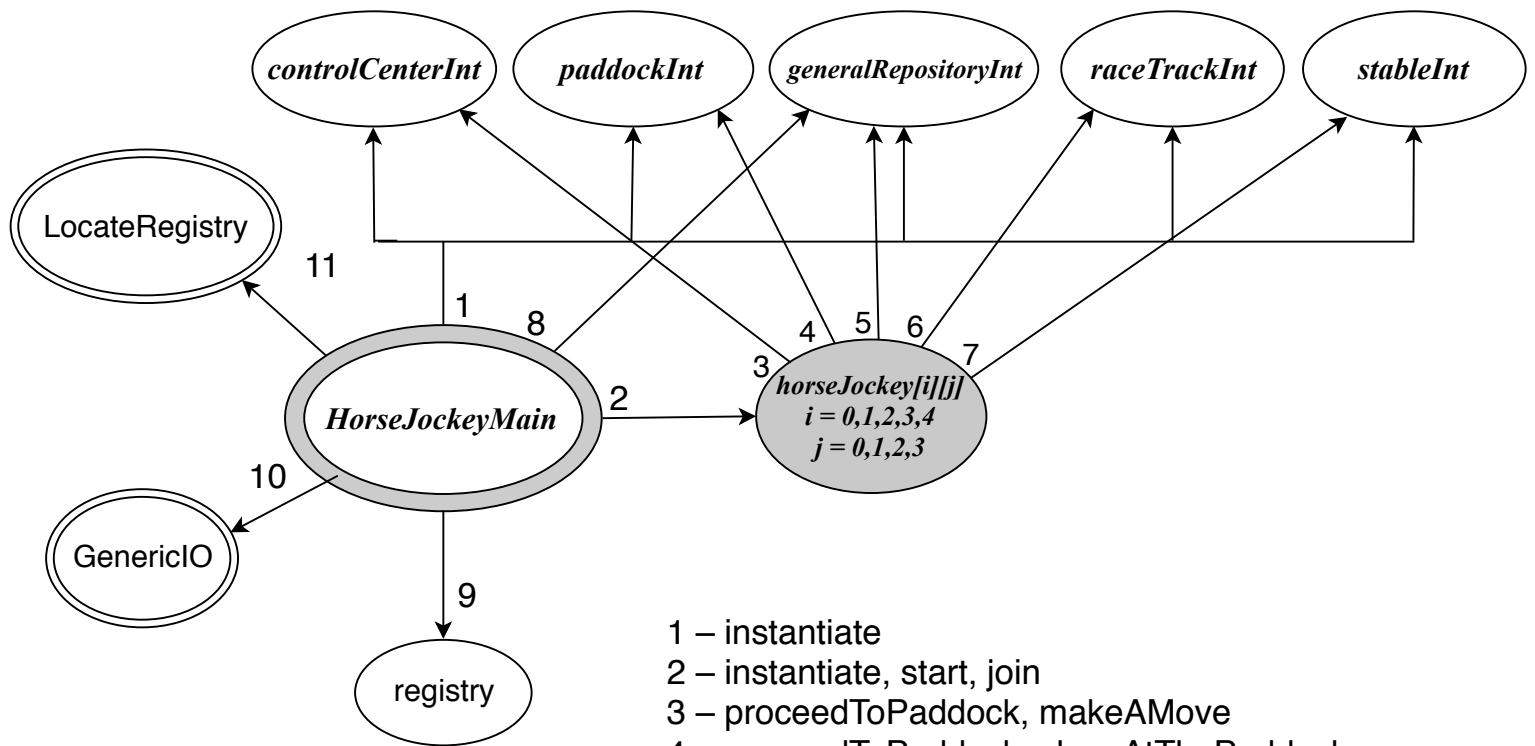 controlCenterInt
paddockInt
generalRepositoryInt
raceTrackInt
stableInt
LocateRegistry
11
1
8
4
5
6
3
7
horseJockey[i][j]
i = 0,1,2,3,4
j = 0,1,2,3
HorseJockeyMain
2
10
GenericIO
9
registry
1 – instantiate
2 – instantiate, start, join
3 – proceedToPaddock, makeAMove